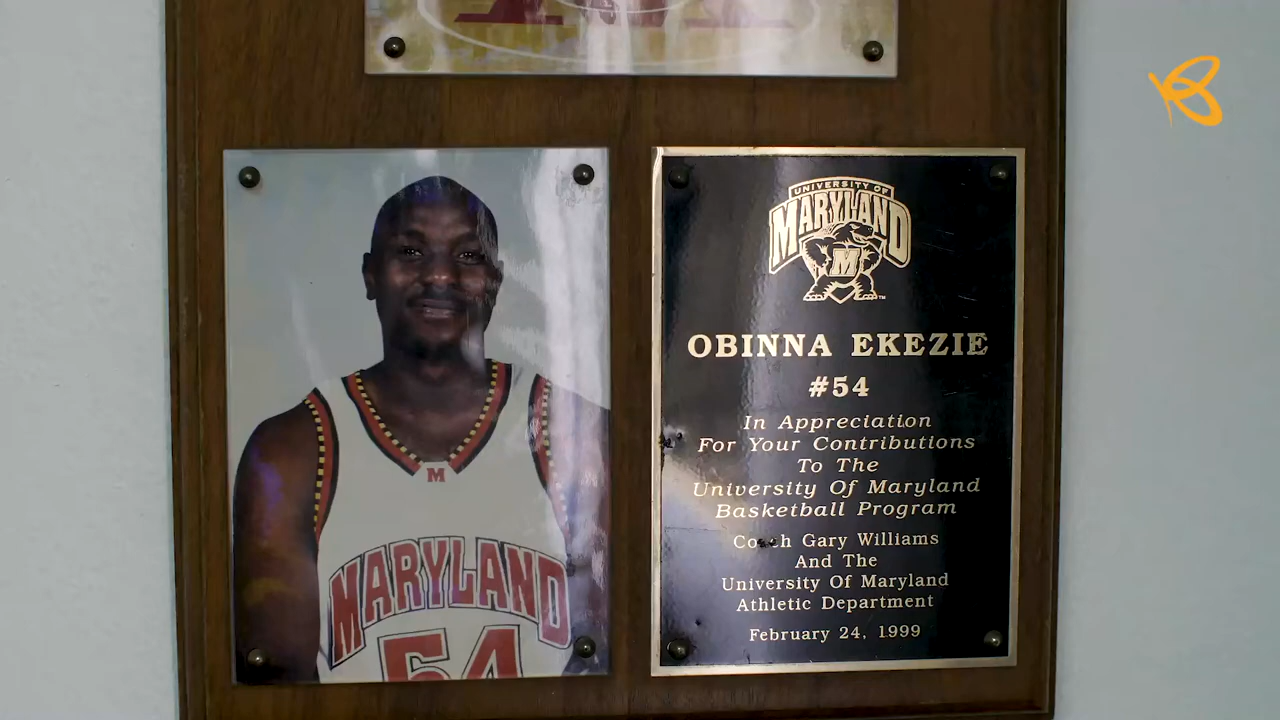 M
MARYLAND
54
UNIVERSITY OF
MARYLAND
M
TM
OBINNA EKEZIE
#54
In Appreciation
For Your Contributions
To The
University Of Maryland
Basketball Program
Coach Gary Williams
And The
University Of Maryland
Athletic Department
February 24, 1999